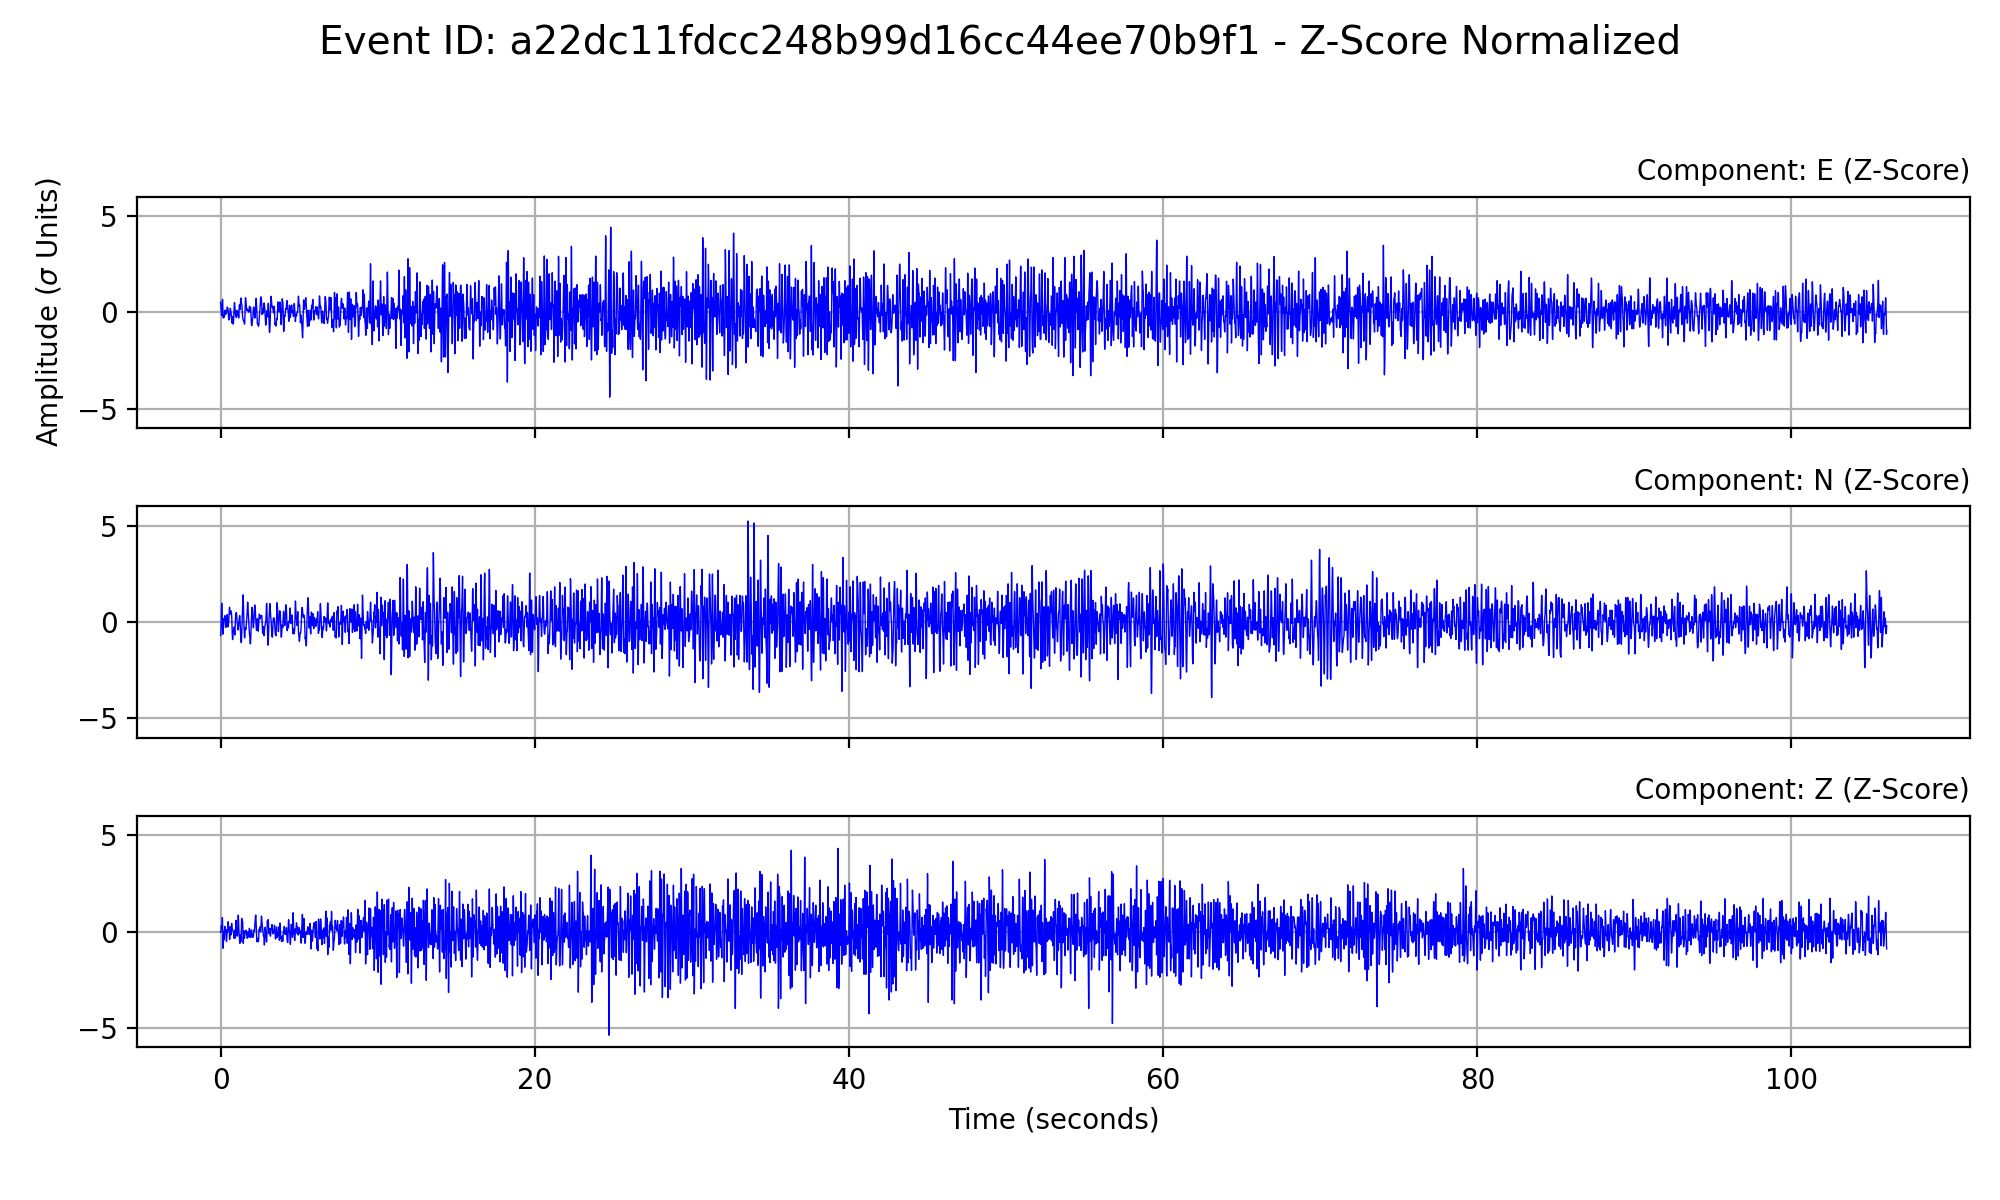 Event ID: a22dc11fdcc248b99d16cc44ee70b9f1 - Z-Score Normalized
Component: E (Z-Score)
Amplitude (σ Units)
5
0
−5
Component: N (Z-Score)
5
0
−5
Component: Z (Z-Score)
5
0
−5
0 20 40 60 80 100
Time (seconds)